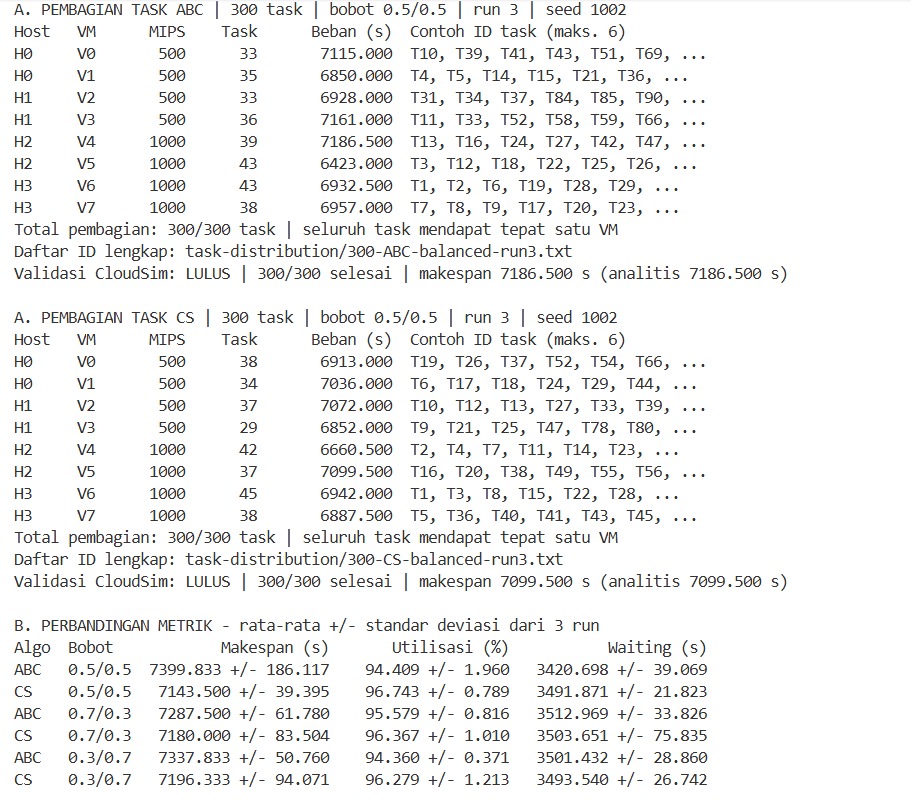 A. PEMBAGIAN TASK ABC | 300 task | bobot 0.5/0.5 | run 3 | seed 1002
Host VM MIPS Task Beban (s) Contoh ID task (maks. 6)
H0 V0 500 33 7115.000 T10, T39, T41, T43, T51, T69, ...
H0 V1 500 35 6850.000 T4, T5, T14, T15, T21, T36, ...
H1 V2 500 33 6928.000 T31, T34, T37, T84, T85, T90, ...
H1 V3 500 36 7161.000 T11, T33, T52, T58, T59, T66, ...
H2 V4 1000 39 7186.500 T13, T16, T24, T27, T42, T47, ...
H2 V5 1000 43 6423.000 T3, T12, T18, T22, T25, T26, ...
H3 V6 1000 43 6932.500 T1, T2, T6, T19, T28, T29, ...
H3 V7 1000 38 6957.000 T7, T8, T9, T17, T20, T23, ...
Total pembagian: 300/300 task | seluruh task mendapat tepat satu VM
Daftar ID lengkap: task-distribution/300-ABC-balanced-run3.txt
Validasi CloudSim: LULUS | 300/300 selesai | makespan 7186.500 s (analitis 7186.500 s)
A. PEMBAGIAN TASK CS | 300 task | bobot 0.5/0.5 | run 3 | seed 1002
Host VM MIPS Task Beban (s) Contoh ID task (maks. 6)
H0 V0 500 38 6913.000 T19, T26, T37, T52, T54, T66, ...
H0 V1 500 34 7036.000 T6, T17, T18, T24, T29, T44, ...
H1 V2 500 37 7072.000 T10, T12, T13, T27, T33, T39, ...
H1 V3 500 29 6852.000 T9, T21, T25, T47, T78, T80, ...
H2 V4 1000 42 6660.500 T2, T4, T7, T11, T14, T23, ...
H2 V5 1000 37 7099.500 T16, T20, T38, T49, T55, T56, ...
H3 V6 1000 45 6942.000 T1, T3, T8, T15, T22, T28, ...
H3 V7 1000 38 6887.500 T5, T36, T40, T41, T43, T45, ...
Total pembagian: 300/300 task | seluruh task mendapat tepat satu VM
Daftar ID lengkap: task-distribution/300-CS-balanced-run3.txt
Validasi CloudSim: LULUS | 300/300 selesai | makespan 7099.500 s (analitis 7099.500 s)
B. PERBANDINGAN METRIK - rata-rata +/- standar deviasi dari 3 run
Algo Bobot Makespan (s) Utilisasi (%) Waiting (s)
ABC 0.5/0.5 7399.833 +/- 186.117 94.409 +/- 1.960 3420.698 +/- 39.069
CS 0.5/0.5 7143.500 +/- 39.395 96.743 +/- 0.789 3491.871 +/- 21.823
ABC 0.7/0.3 7287.500 +/- 61.780 95.579 +/- 0.816 3512.969 +/- 33.826
CS 0.7/0.3 7180.000 +/- 83.504 96.367 +/- 1.010 3503.651 +/- 75.835
ABC 0.3/0.7 7337.833 +/- 50.760 94.360 +/- 0.371 3501.432 +/- 28.860
CS 0.3/0.7 7196.333 +/- 94.071 96.279 +/- 1.213 3493.540 +/- 26.742